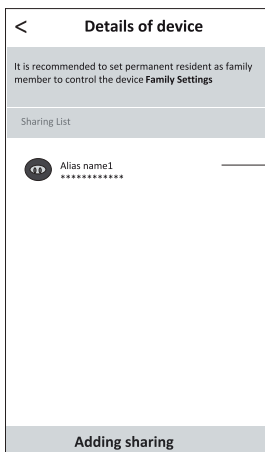 < Details of device
It is recommended to set permanent resident as family
member to control the device Family Settings
Sharing List
Alias name1
************
Adding sharing